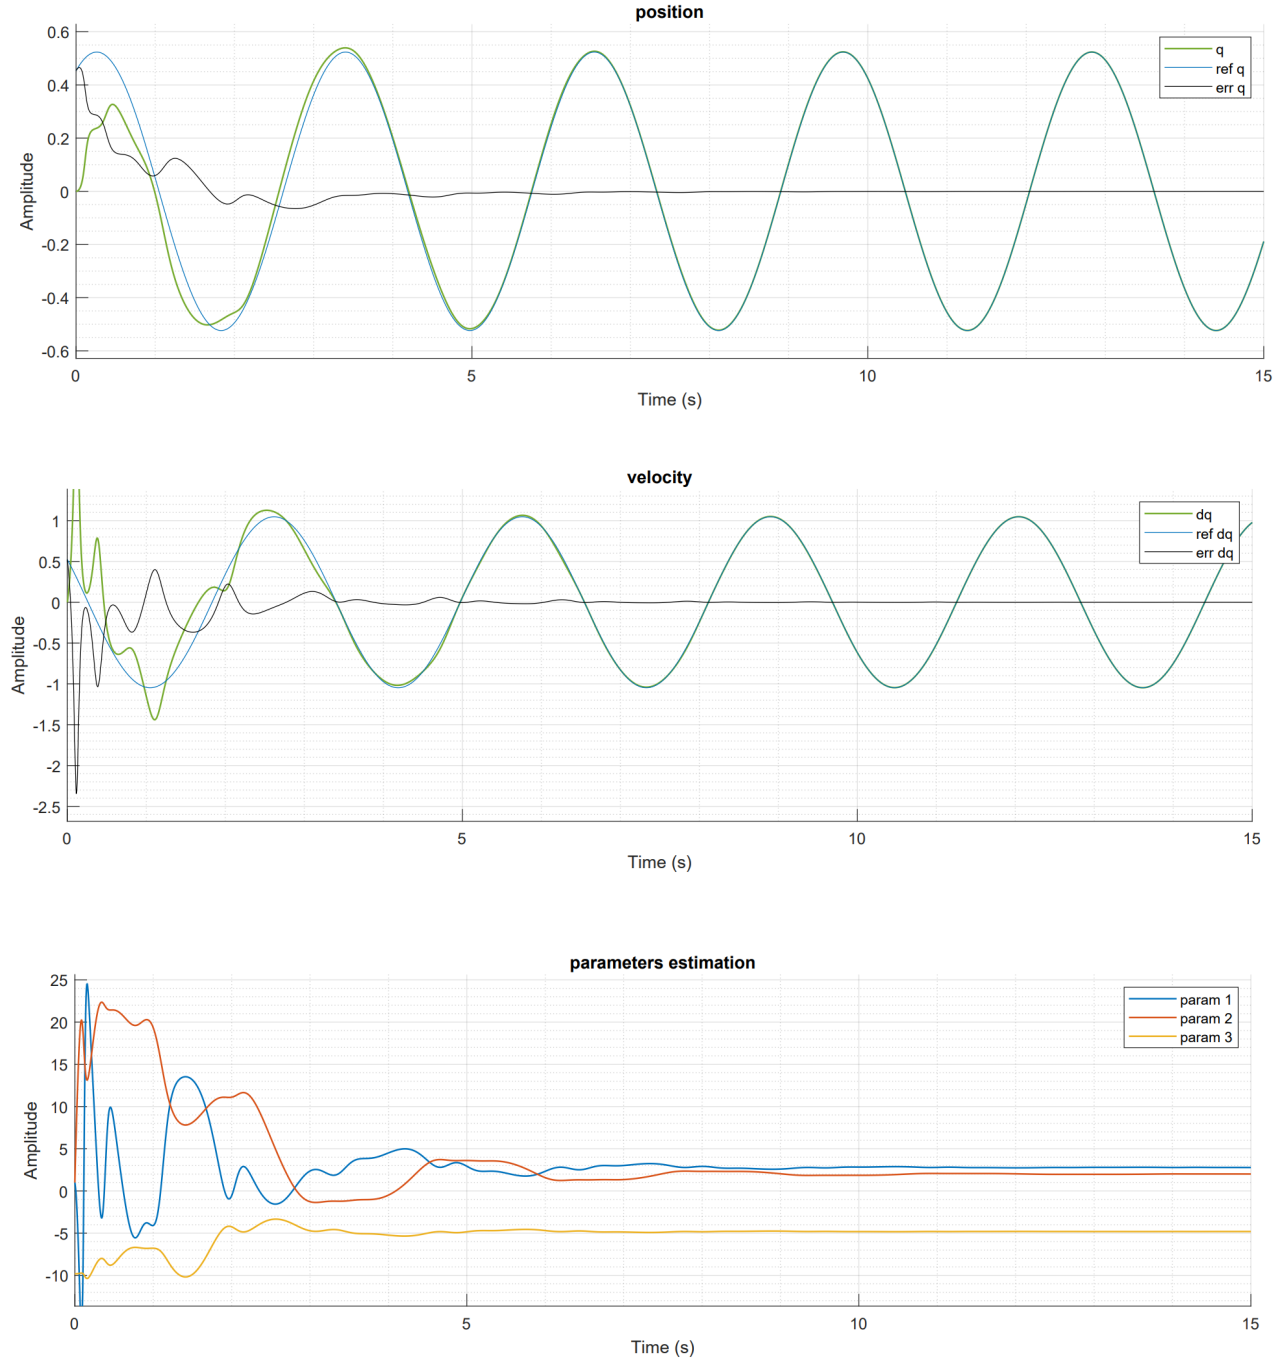 position
0.6
0.4
0.2
0
-0.2
-0.4
-0.6
Amplitude
q
ref q
err q
0
5
10
15
Time (s)
velocity
1
0.5
0
-0.5
-1
-1.5
-2
-2.5
Amplitude
dq
ref dq
err dq
0
5
10
15
Time (s)
parameters estimation
25
20
15
10
5
0
-5
-10
Amplitude
param 1
param 2
param 3
0
5
10
15
Time (s)